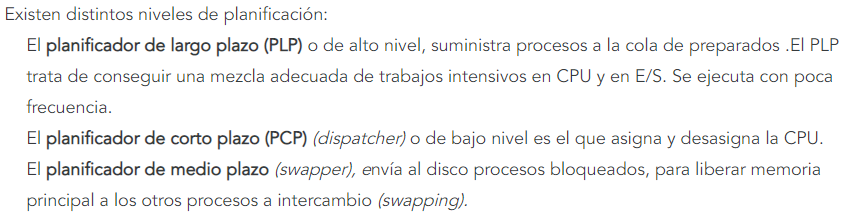 Existen distintos niveles de planificación:
El planificador de largo plazo (PLP) o de alto nivel, suministra procesos a la cola de preparados .El PLP
trata de conseguir una mezcla adecuada de trabajos intensivos en CPU y en E/S. Se ejecuta con poca
frecuencia.
El planificador de corto plazo (PCP) (dispatcher) o de bajo nivel es el que asigna y desasigna la CPU.
El planificador de medio plazo (swapper), envía al disco procesos bloqueados, para liberar memoria
principal a los otros procesos a intercambio (swapping).